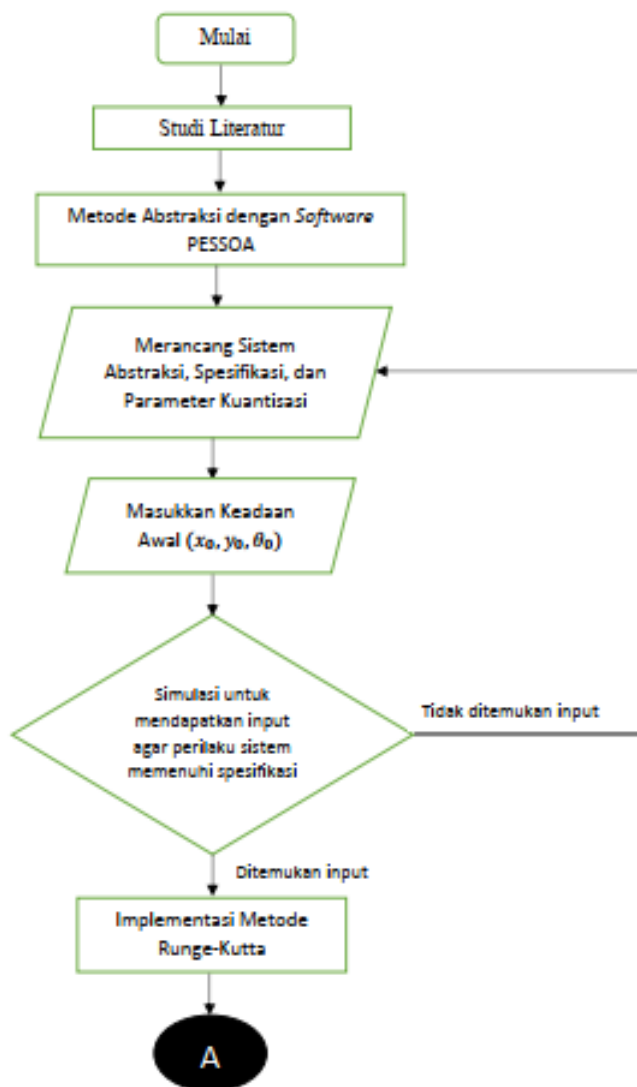 Mulai
Studi Literatur
Metode Abstraksi dengan Software
PESSOA
Merancang Sistem
Abstraksi, Spesifikasi, dan
Parameter Kuantisasi
Masukkan Keadaan
Awal (x₀, y₀, θ₀)
Simulasi untuk
mendapatkan input
agar perilaku sistem
memenuhi spesifikasi
Tidak ditemukan input
Ditemukan input
Implementasi Metode
Runge-Kutta
A